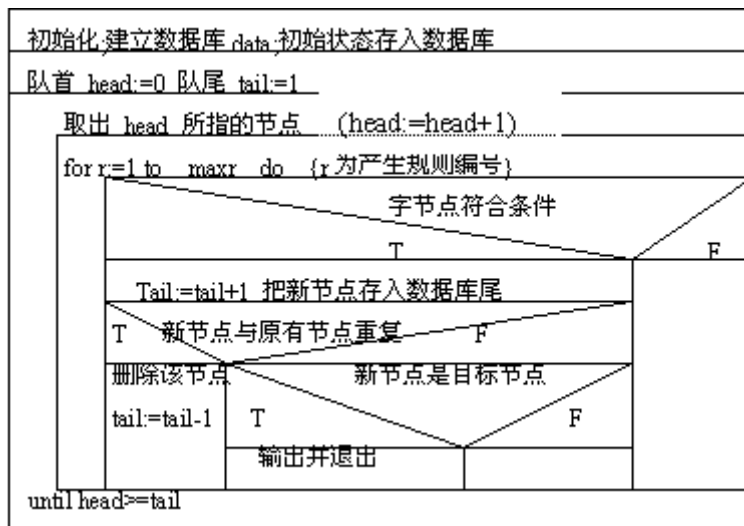 初始化;建立数据库 data;初始状态存入数据库
队首 head:=0 队尾 tail:=1
取出 head 所指的节点 (head:=head+1)
for r:=1 to maxr do {r 为产生规则编号}
字节点符合条件
T F
Tail:=tail+1 把新节点存入数据库尾
T 新节点与原有节点重复 F
删除该节点 新节点是目标节点
tail:=tail-1 T F
输出并退出
until head>=tail